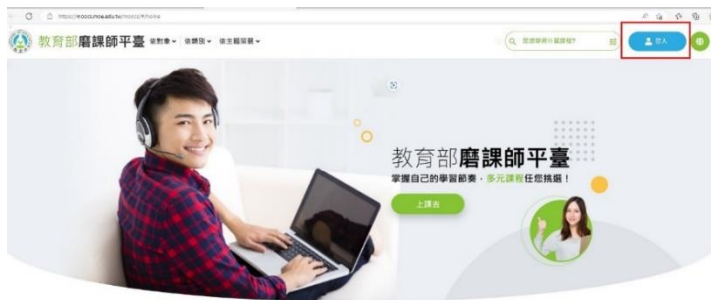 教育部磨課師平臺 依對象 依類別 依主題策展
登入
教育部磨課師平臺
掌握自己的學習節奏，多元課程任您挑選！
上課去